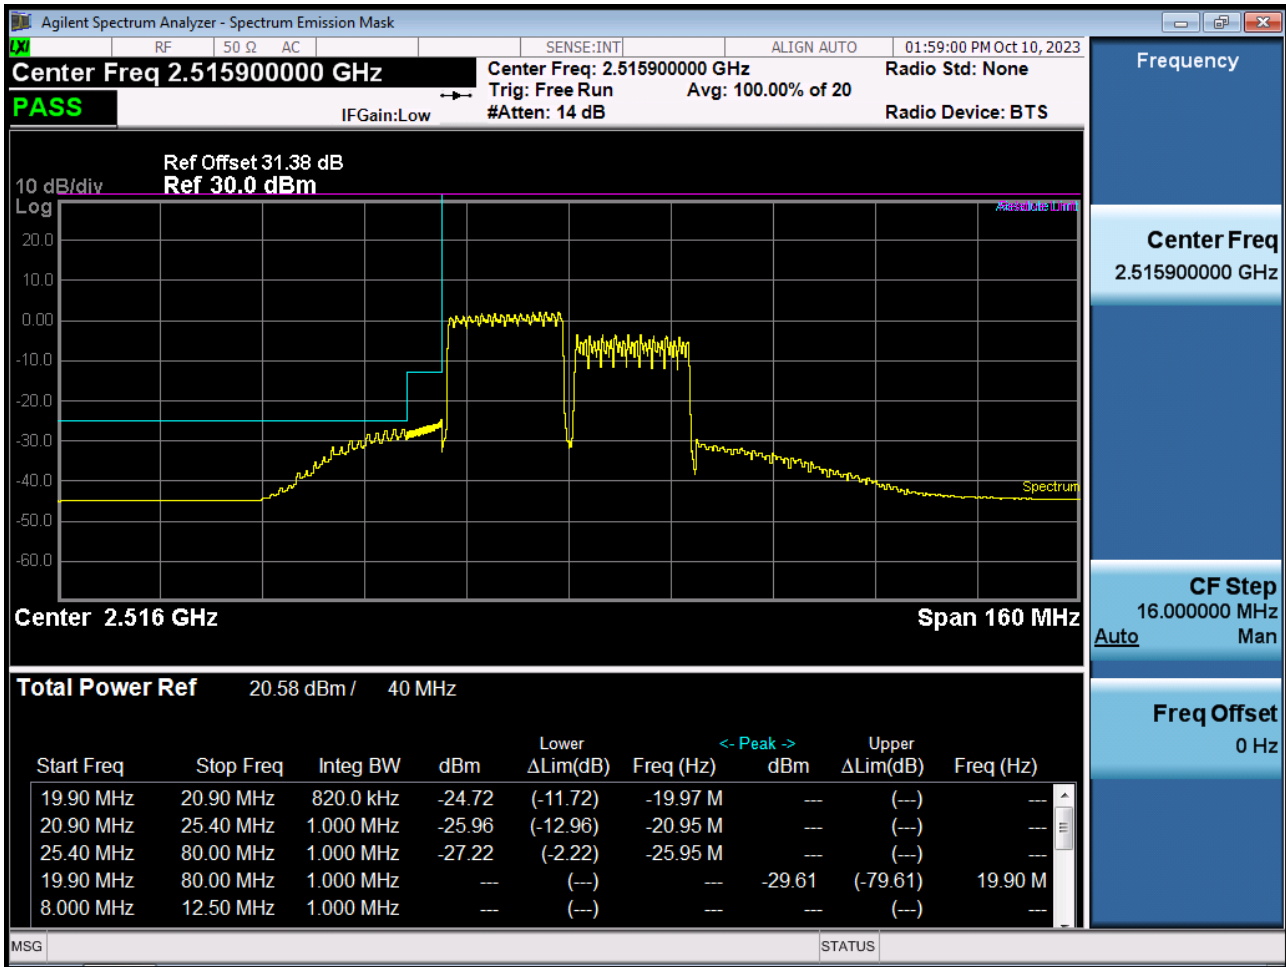 Agilent Spectrum Analyzer - Spectrum Emission Mask
LXI RF 50 Ω AC SENSE:INT ALIGN AUTO 01:59:00 PM Oct 10, 2023
Center Freq 2.515900000 GHz
PASS
IFGain:Low
Center Freq: 2.515900000 GHz
Trig: Free Run Avg: 100.00% of 20
#Atten: 14 dB
Radio Std: None
Radio Device: BTS
Ref Offset 31.38 dB
10 dB/div Ref 30.0 dBm
Log
Absolute Limit
20.0
10.0
0.00
-10.0
-20.0
-30.0
-40.0
Spectrum
-50.0
-60.0
Center 2.516 GHz Span 160 MHz
Total Power Ref 20.58 dBm / 40 MHz
Lower <- Peak -> Upper
Start Freq Stop Freq Integ BW dBm ΔLim(dB) Freq (Hz) dBm ΔLim(dB) Freq (Hz)
19.90 MHz 20.90 MHz 820.0 kHz -24.72 (-11.72) -19.97 M --- (---) ---
20.90 MHz 25.40 MHz 1.000 MHz -25.96 (-12.96) -20.95 M --- (---) ---
25.40 MHz 80.00 MHz 1.000 MHz -27.22 (-2.22) -25.95 M --- (---) ---
19.90 MHz 80.00 MHz 1.000 MHz --- (---) --- -29.61 (-79.61) 19.90 M
8.000 MHz 12.50 MHz 1.000 MHz --- (---) --- --- (---) ---
MSG STATUS
Frequency
Center Freq
2.515900000 GHz
CF Step
16.000000 MHz
Auto Man
Freq Offset
0 Hz